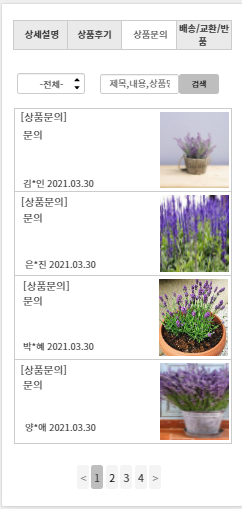 상세설명 상품후기 상품문의 배송/교환/반
품
-전체- 제목,내용,상품명 검색
[상품문의]
문의
김*인 2021.03.30
[상품문의]
문의
은*진 2021.03.30
[상품문의]
문의
박*혜 2021.03.30
[상품문의]
문의
양*애 2021.03.30
< 1 2 3 4 >